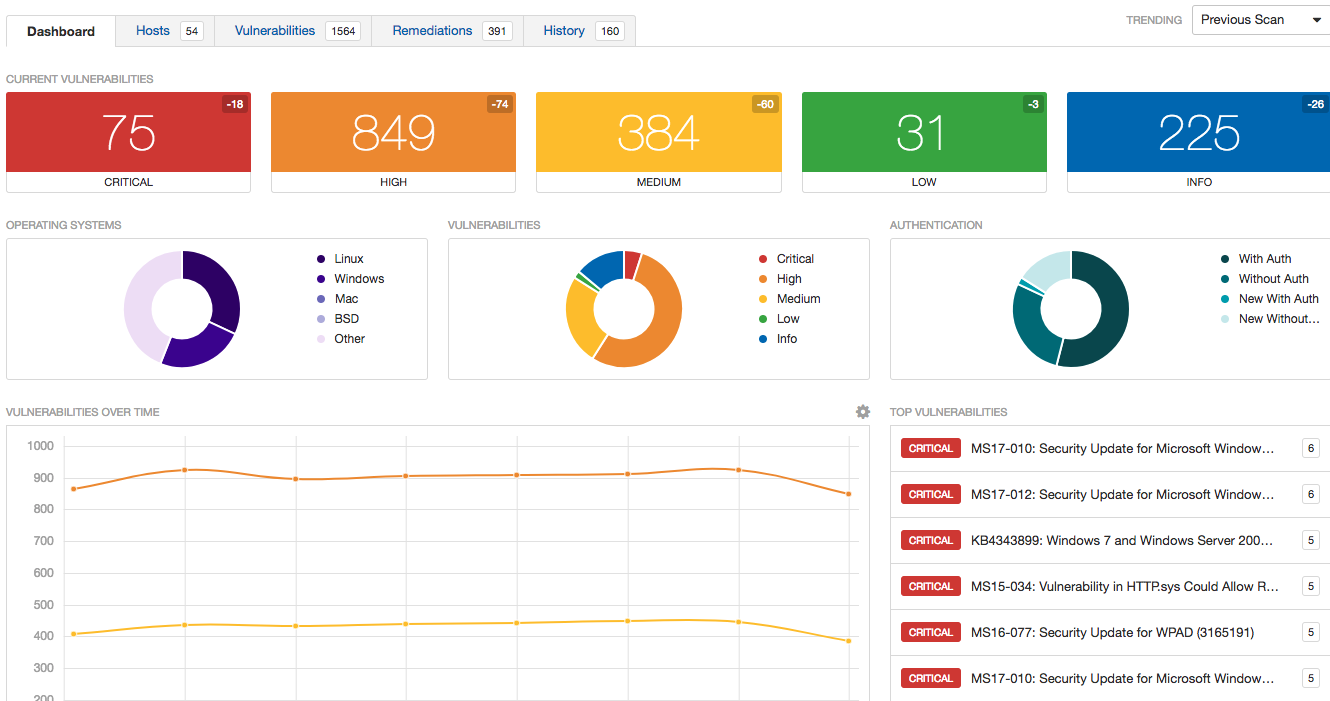 Dashboard Hosts 54 Vulnerabilities 1564 Remediations 391 History 160 TRENDING Previous Scan
CURRENT VULNERABILITIES
-18 -74 -60 -3 -26
75 849 384 31 225
CRITICAL HIGH MEDIUM LOW INFO
OPERATING SYSTEMS
Linux
Windows
Mac
BSD
Other
VULNERABILITIES
Critical
High
Medium
Low
Info
AUTHENTICATION
With Auth
Without Auth
New With Auth
New Without...
VULNERABILITIES OVER TIME
1000
900
800
700
600
500
400
300
200
TOP VULNERABILITIES
CRITICAL MS17-010: Security Update for Microsoft Window... 6
CRITICAL MS17-012: Security Update for Microsoft Window... 6
CRITICAL KB4343899: Windows 7 and Windows Server 200... 5
CRITICAL MS15-034: Vulnerability in HTTP.sys Could Allow R... 5
CRITICAL MS16-077: Security Update for WPAD (3165191) 5
CRITICAL MS17-010: Security Update for Microsoft Window... 5